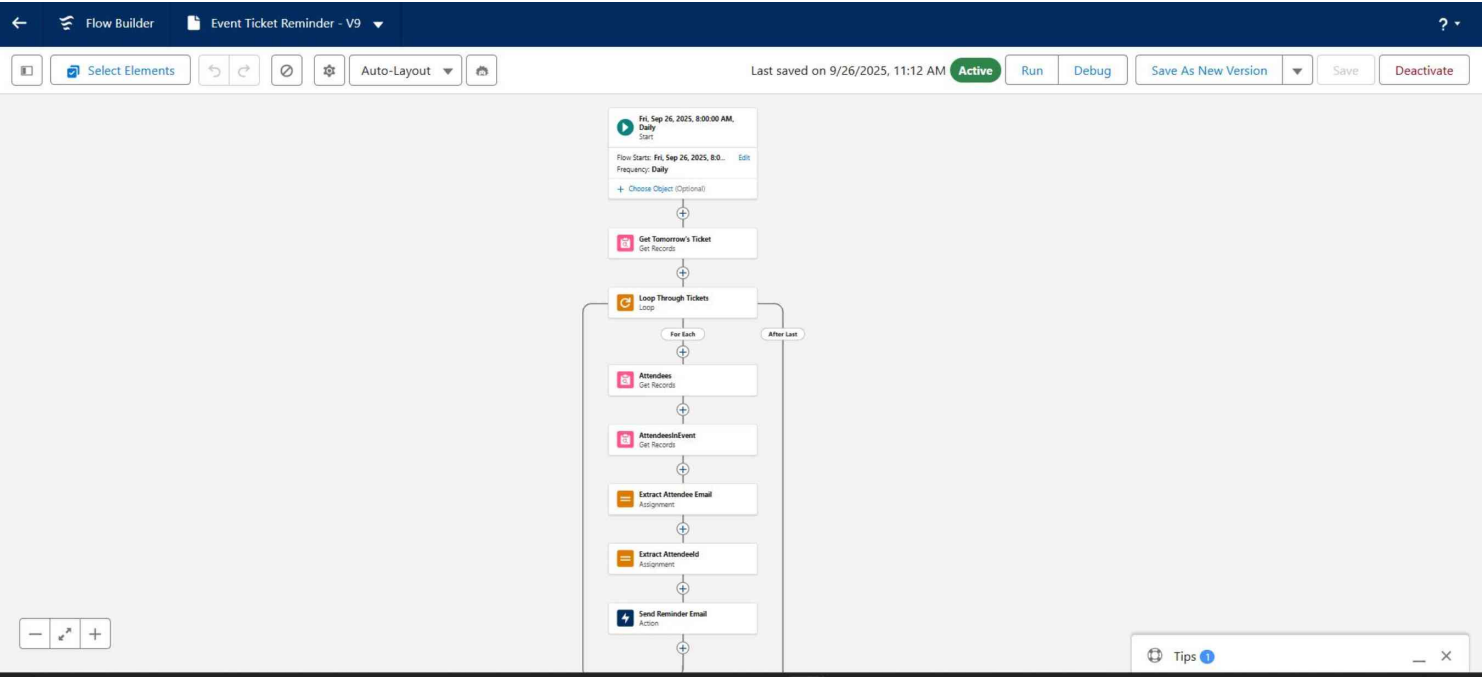 Flow Builder
Event Ticket Reminder - V9
?
Select Elements
Auto-Layout
Last saved on 9/26/2025, 11:12 AM
Active
Run
Debug
Save As New Version
Save
Deactivate
Fri, Sep 26, 2025, 8:00:00 AM,
Daily
Start
Flow Starts: Fri, Sep 26, 2025, 8:0... Edit
Frequency: Daily
+ Choose Object (Optional)
Get Tomorrow's Ticket
Get Records
Loop Through Tickets
Loop
For Each
After Last
Attendees
Get Records
AttendeesInEvent
Get Records
Extract Attendee Email
Assignment
Extract AttendeeId
Assignment
Send Reminder Email
Action
Tips 1